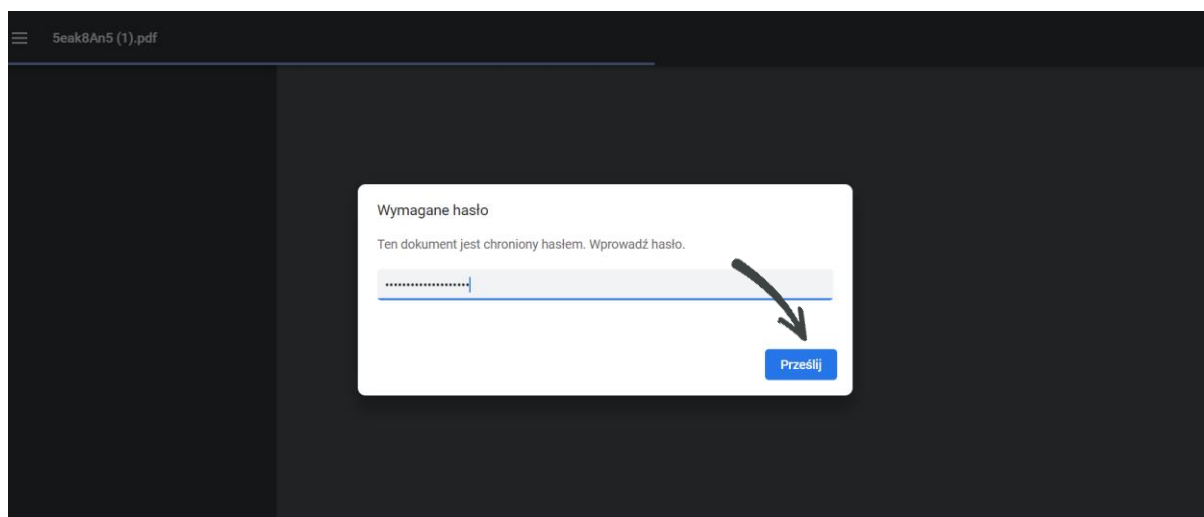 5eak8An5 (1).pdf
Wymagane hasło
Ten dokument jest chroniony hasłem. Wprowadź hasło.
Prześlij